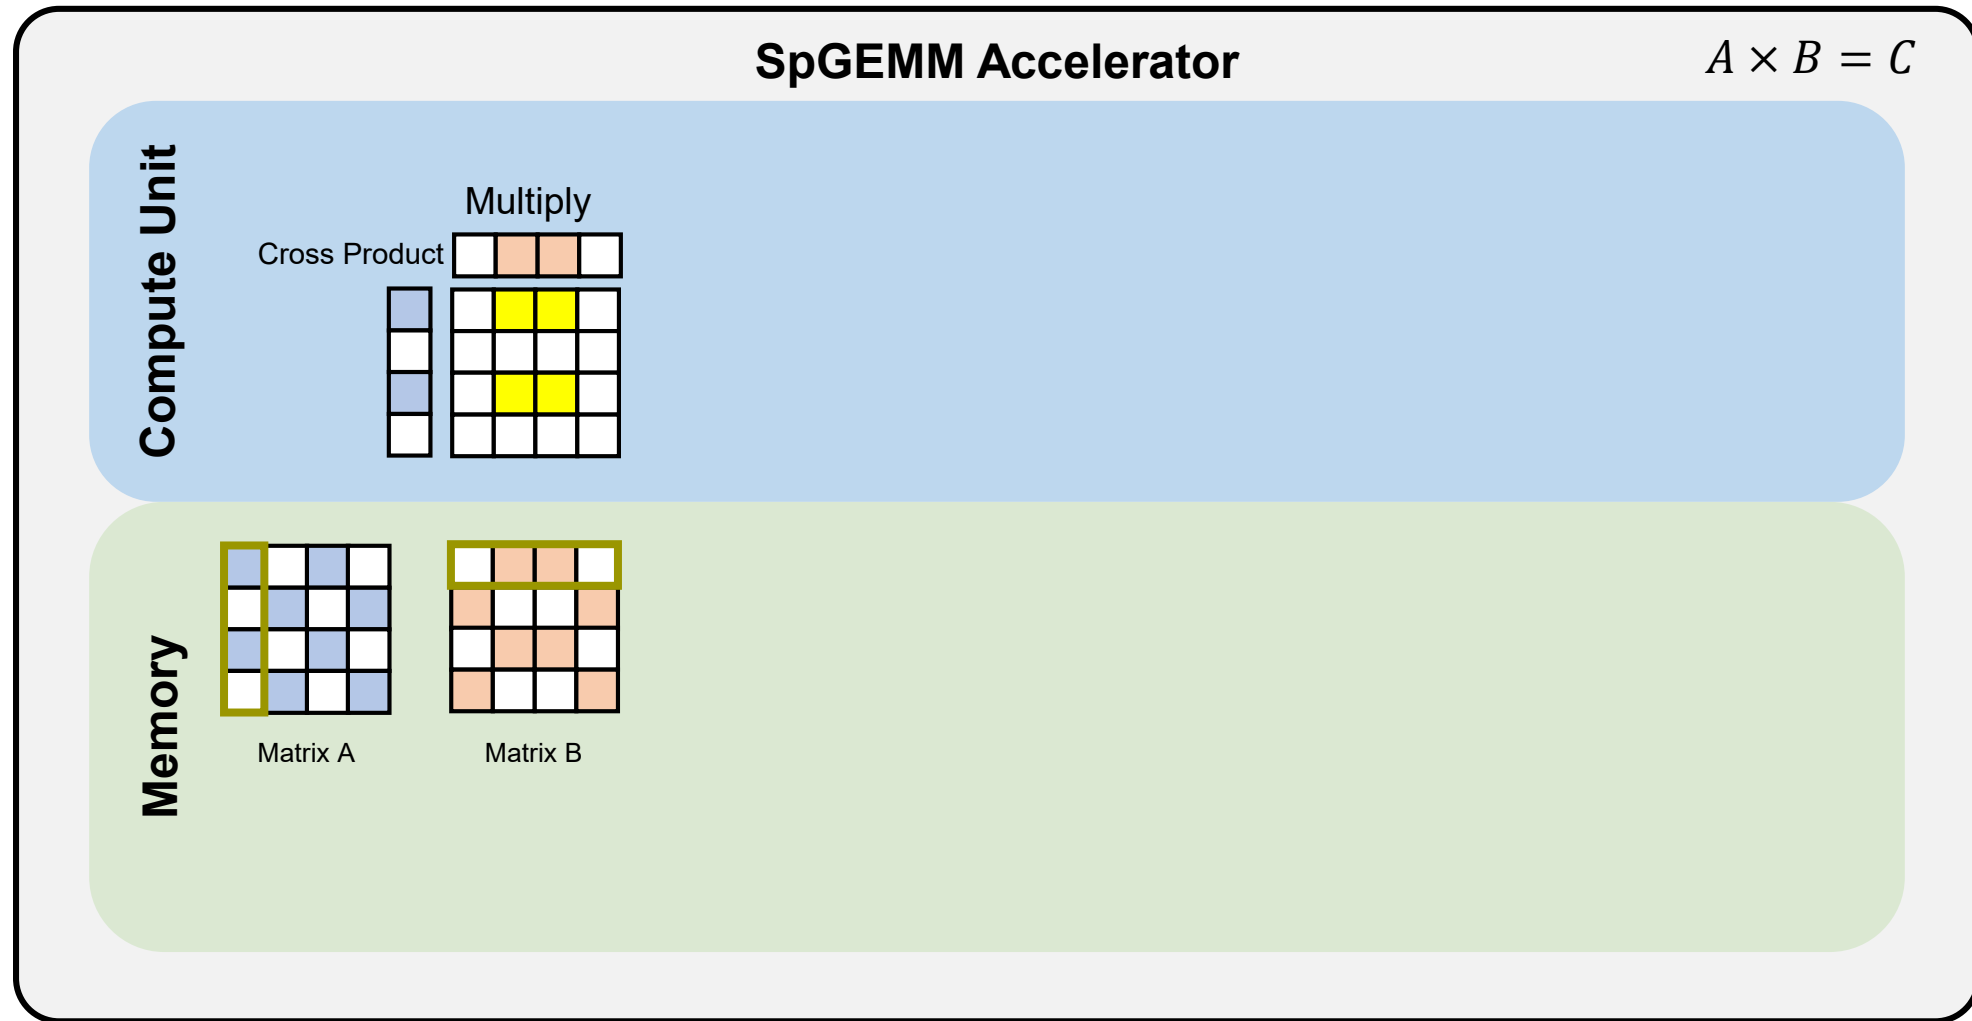 SpGEMM Accelerator
A × B = C
Compute Unit
Multiply
Cross Product
Memory
Matrix A
Matrix B